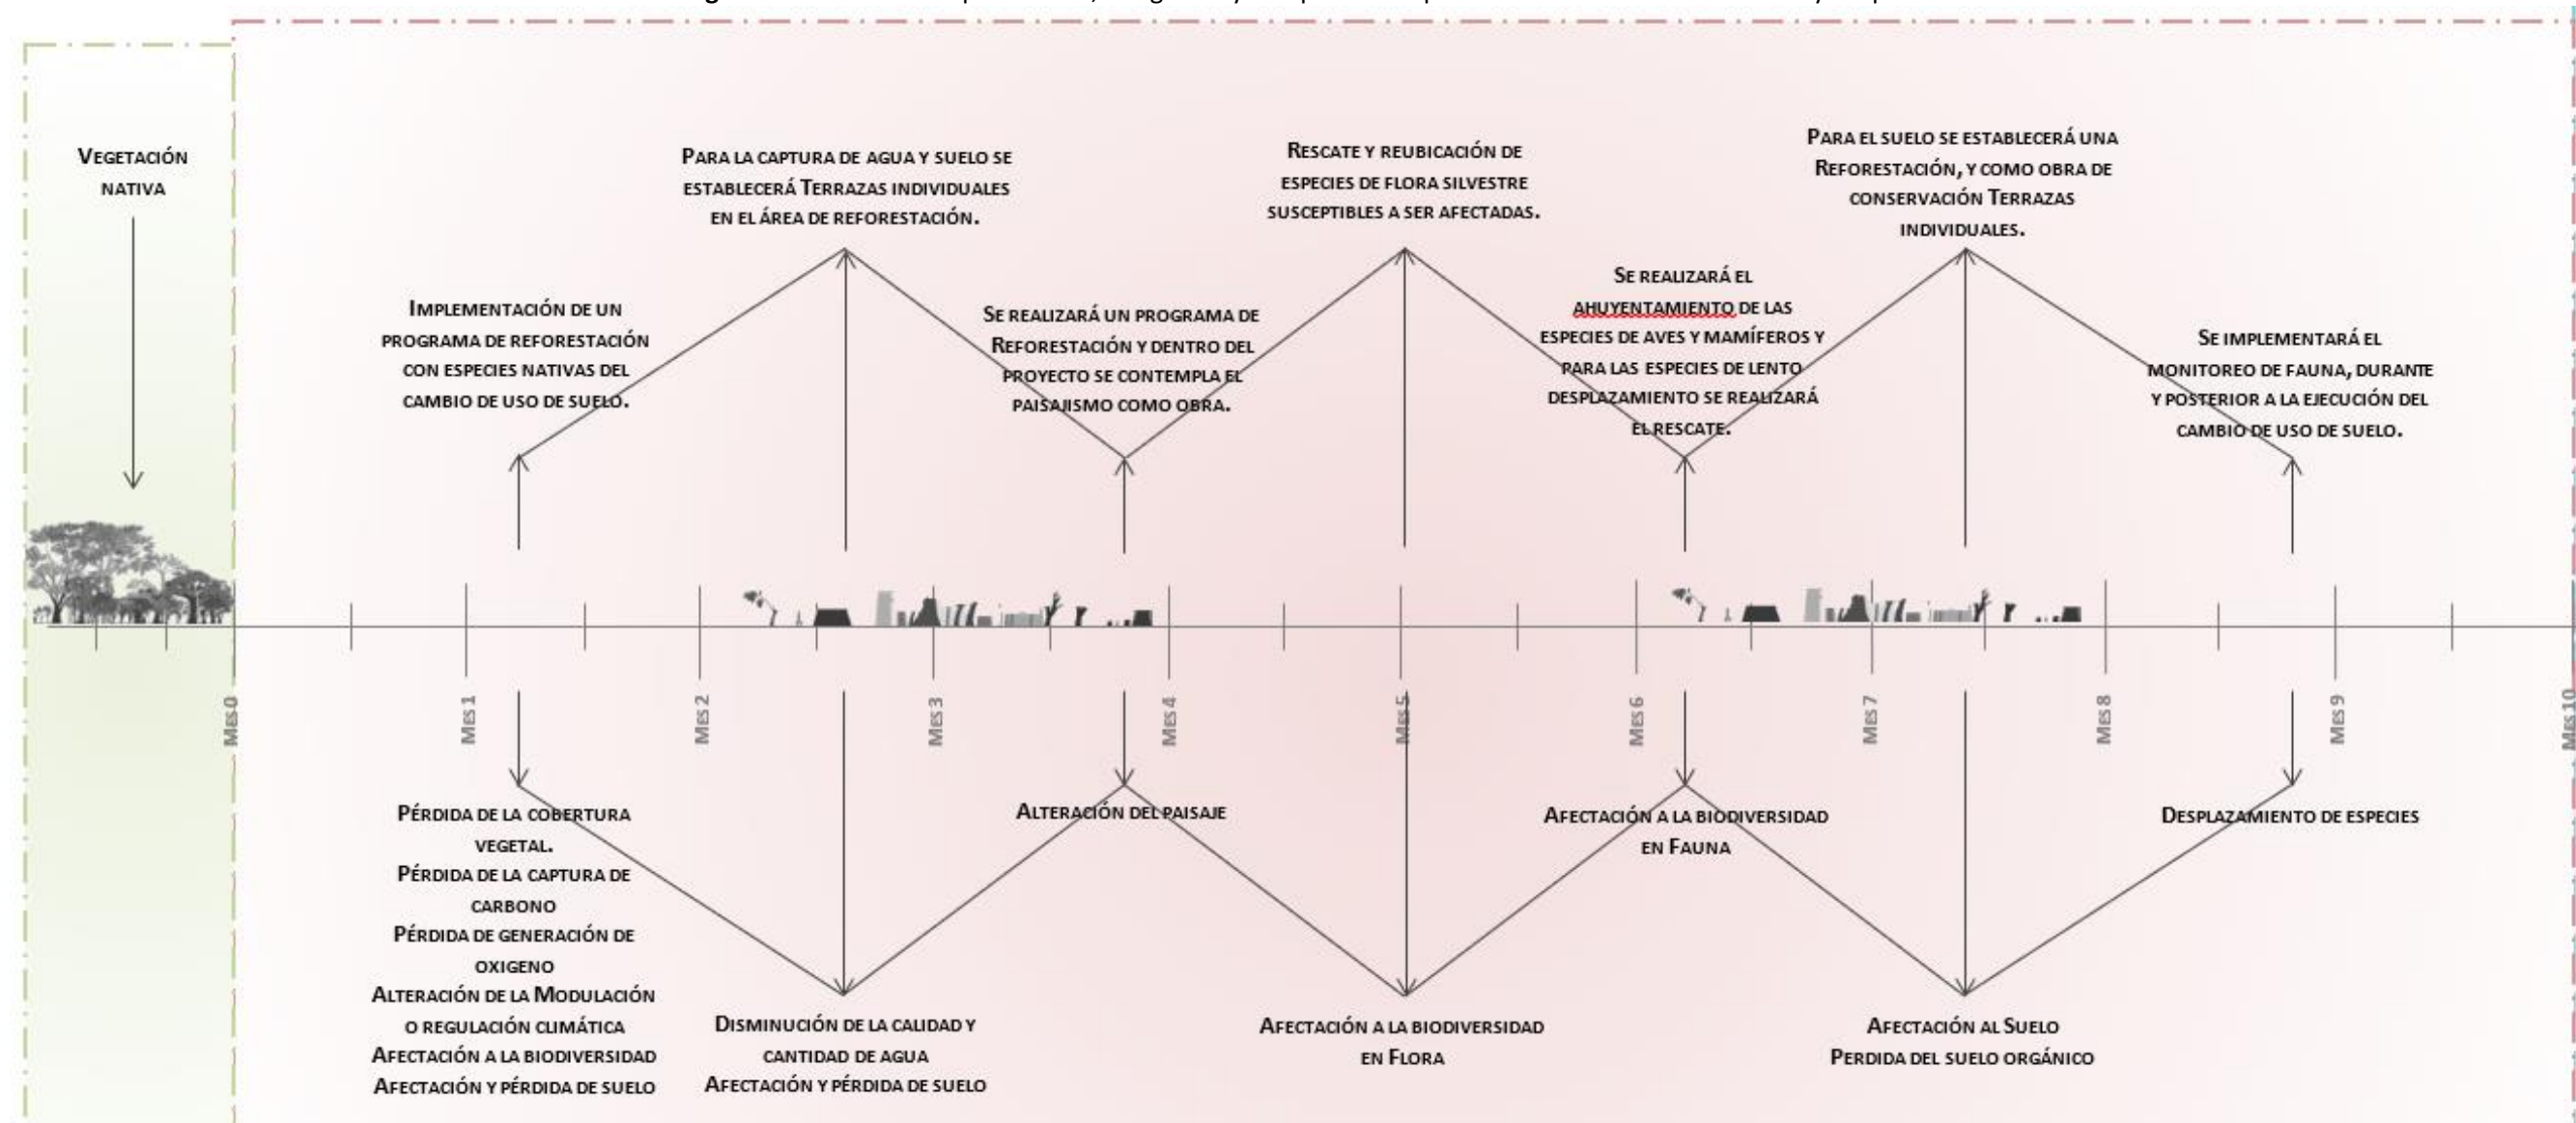 VEGETACIÓN
NATIVA
IMPLEMENTACIÓN DE UN
PROGRAMA DE REFORESTACIÓN
CON ESPECIES NATIVAS DEL
CAMBIO DE USO DE SUELO.
PARA LA CAPTURA DE AGUA Y SUELO SE
ESTABLECERÁ TERRAZAS INDIVIDUALES
EN EL ÁREA DE REFORESTACIÓN.
SE REALIZARÁ UN PROGRAMA DE
REFORESTACIÓN Y DENTRO DEL
PROYECTO SE CONTEMPLA EL
PAISAJISMO COMO OBRA.
RESCATE Y REUBICACIÓN DE
ESPECIES DE FLORA SILVESTRE
SUSCEPTIBLES A SER AFECTADAS.
SE REALIZARÁ EL
AHUYENTAMIENTO DE LAS
ESPECIES DE AVES Y MAMÍFEROS Y
PARA LAS ESPECIES DE LENTO
DESPLAZAMIENTO SE REALIZARÁ
EL RESCATE.
PARA EL SUELO SE ESTABLECERÁ UNA
REFORESTACIÓN, Y COMO OBRA DE
CONSERVACIÓN TERRAZAS
INDIVIDUALES.
SE IMPLEMENTARÁ EL
MONITOREO DE FAUNA, DURANTE
Y POSTERIOR A LA EJECUCIÓN DEL
CAMBIO DE USO DE SUELO.
MES 0
MES 1
MES 2
MES 3
MES 4
MES 5
MES 6
MES 7
MES 8
MES 9
MES 10
PÉRDIDA DE LA COBERTURA
VEGETAL.
PÉRDIDA DE LA CAPTURA DE
CARBONO
PÉRDIDA DE GENERACIÓN DE
OXIGENO
ALTERACIÓN DE LA MODULACIÓN
O REGULACIÓN CLIMÁTICA
AFECTACIÓN A LA BIODIVERSIDAD
AFECTACIÓN Y PÉRDIDA DE SUELO
DISMINUCIÓN DE LA CALIDAD Y
CANTIDAD DE AGUA
AFECTACIÓN Y PÉRDIDA DE SUELO
ALTERACIÓN DEL PAISAJE
AFECTACIÓN A LA BIODIVERSIDAD
EN FLORA
AFECTACIÓN A LA BIODIVERSIDAD
EN FAUNA
AFECTACIÓN AL SUELO
PERDIDA DEL SUELO ORGÁNICO
DESPLAZAMIENTO DE ESPECIES